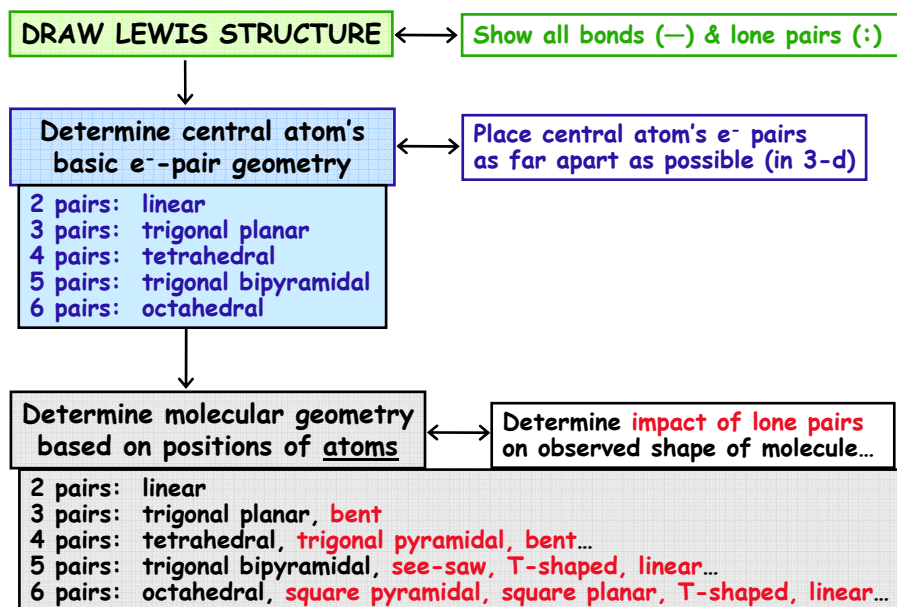 DRAW LEWIS STRUCTURE
Show all bonds (—) & lone pairs (:)
Determine central atom's
basic e⁻-pair geometry
Place central atom's e⁻ pairs
as far apart as possible (in 3-d)
2 pairs: linear
3 pairs: trigonal planar
4 pairs: tetrahedral
5 pairs: trigonal bipyramidal
6 pairs: octahedral
Determine molecular geometry
based on positions of atoms
Determine impact of lone pairs
on observed shape of molecule…
2 pairs: linear
3 pairs: trigonal planar, bent
4 pairs: tetrahedral, trigonal pyramidal, bent…
5 pairs: trigonal bipyramidal, see-saw, T-shaped, linear…
6 pairs: octahedral, square pyramidal, square planar, T-shaped, linear…